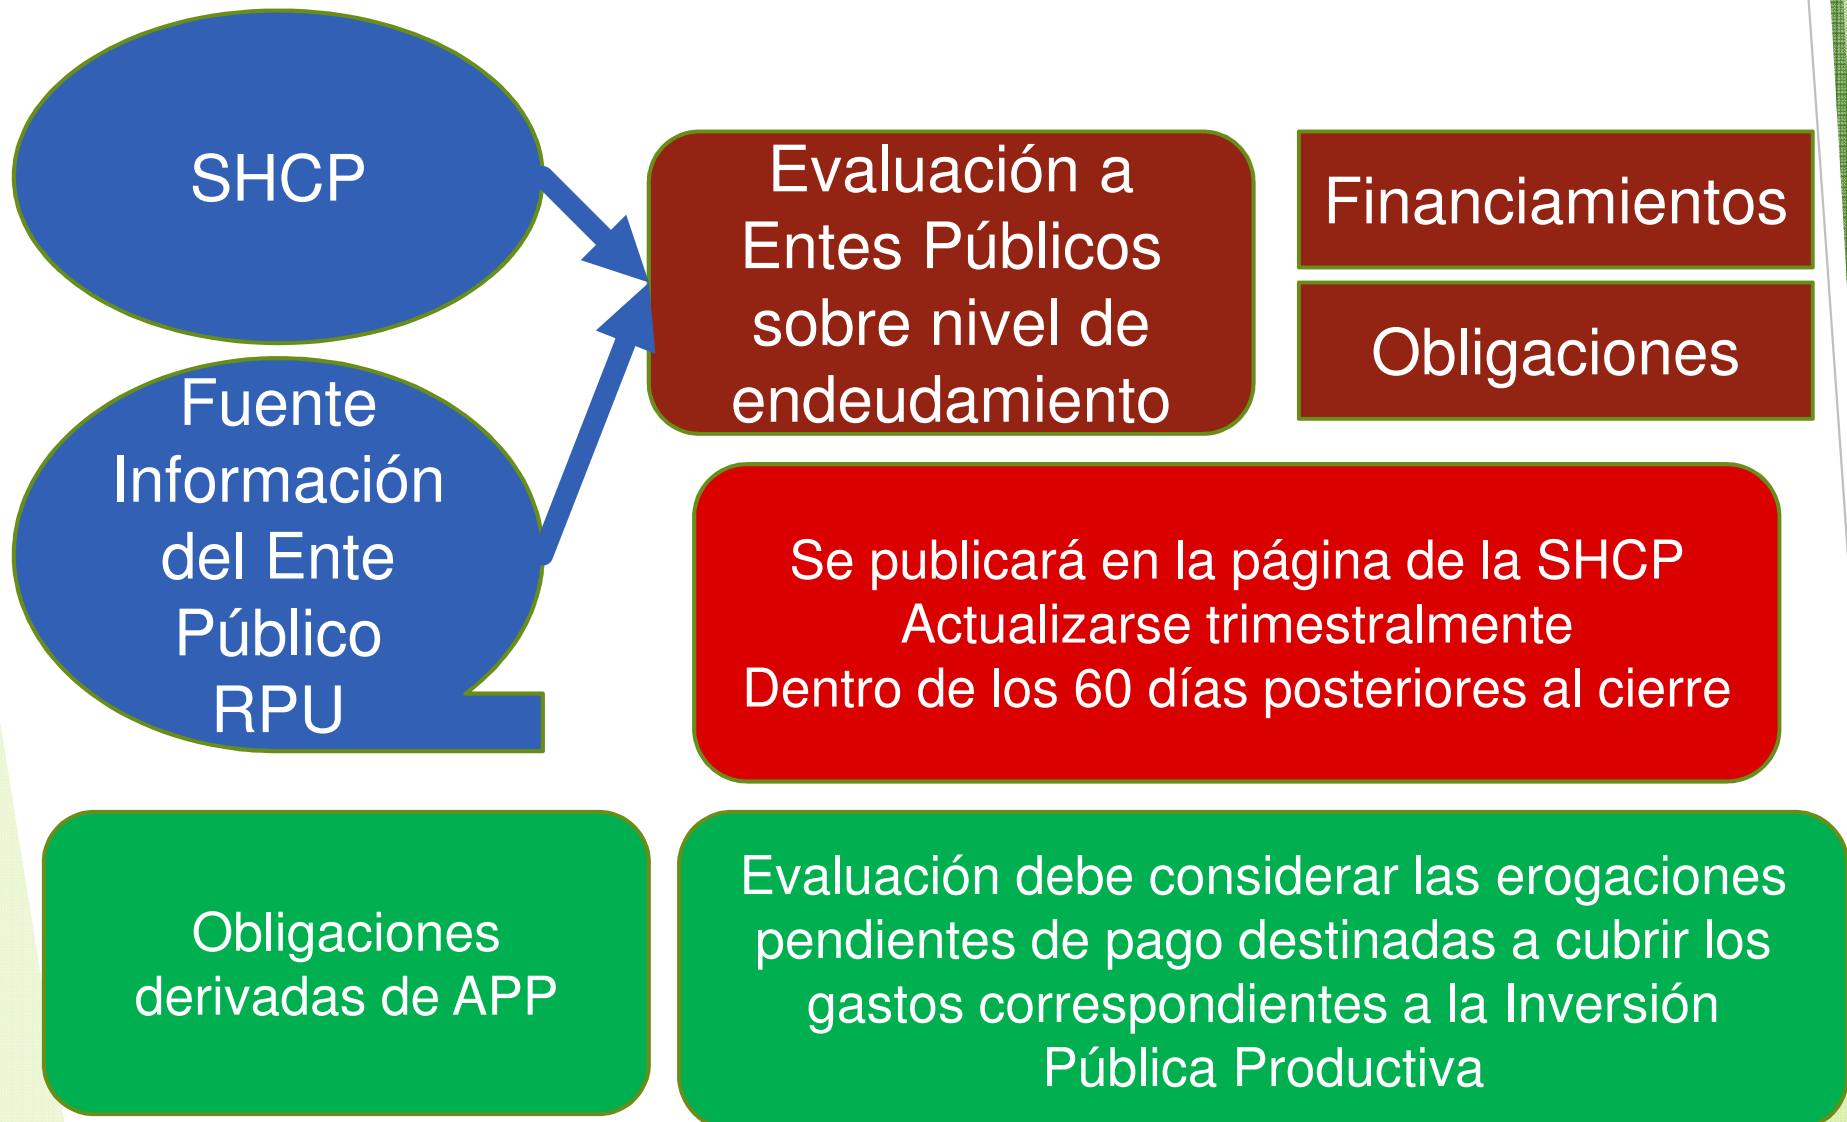 SHCP
Fuente
Información
del Ente
Público
RPU
Evaluación a
Entes Públicos
sobre nivel de
endeudamiento
Financiamientos
Obligaciones
Se publicará en la página de la SHCP
Actualizarse trimestralmente
Dentro de los 60 días posteriores al cierre
Obligaciones
derivadas de APP
Evaluación debe considerar las erogaciones
pendientes de pago destinadas a cubrir los
gastos correspondientes a la Inversión
Pública Productiva